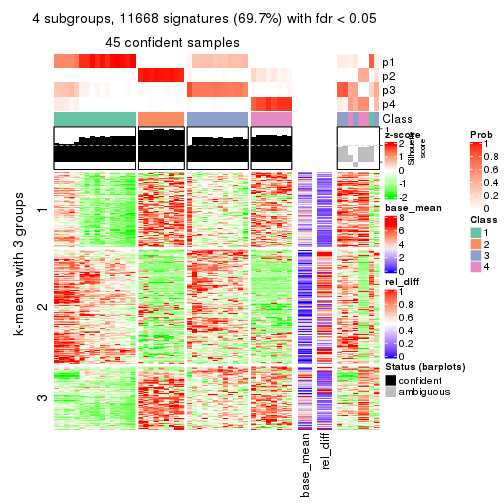 4 subgroups, 11668 signatures (69.7%) with fdr < 0.05
45 confident samples
p1
p2
p3
p4
Class
1
Silhouette
score
z-score
2
1
0
-1
-2
base_mean
8
6
4
2
0
rel_diff
1
0.8
0.6
0.4
0.2
0
Status (barplots)
confident
ambiguous
Prob
1
0.8
0.6
0.4
0.2
0
Class
1
2
3
4
k-means with 3 groups
1
2
3
base_mean
rel_diff